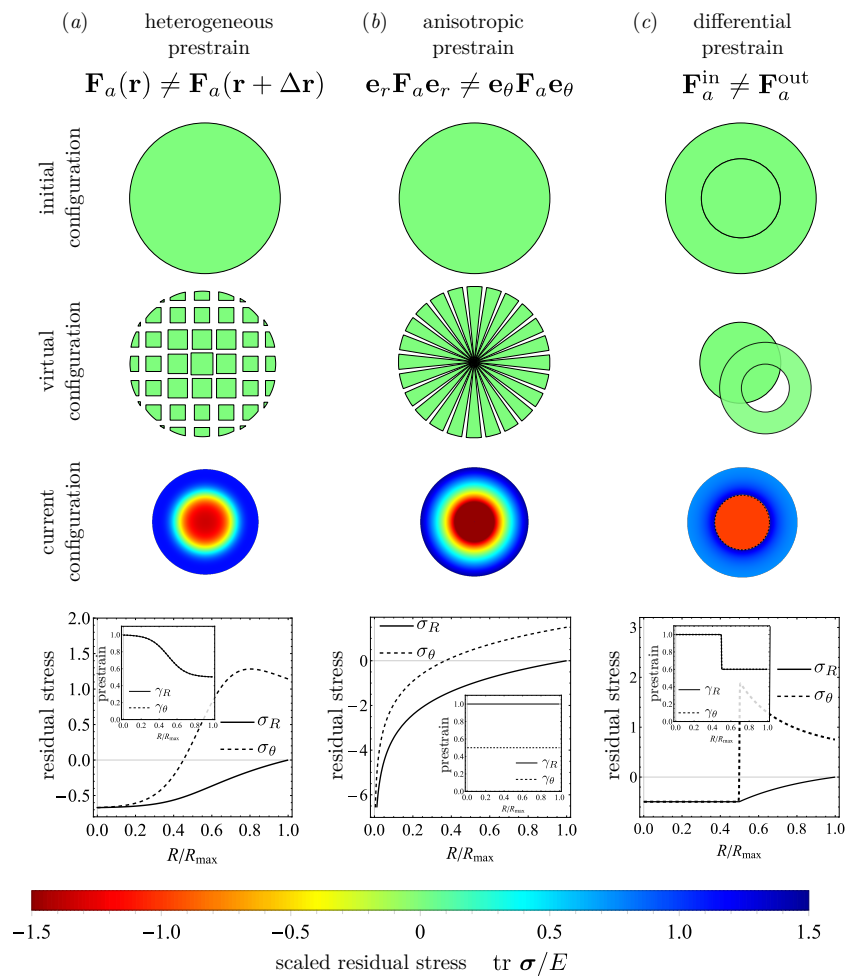 (a) heterogeneous prestrain
F_a(r) ≠ F_a(r + Δr)
(b) anisotropic prestrain
e_r F_a e_r ≠ e_θ F_a e_θ
(c) differential prestrain
F_a^in ≠ F_a^out
initial configuration
virtual configuration
current configuration
residual stress
2.0
1.5
1.0
0.5
0.0
−0.5
0.0 0.2 0.4 0.6 0.8 1.0
R/R_max
σ_R
σ_θ
prestrain
1.0
0.8
0.6
0.4
0.2
0.0
0.0 0.2 0.4 0.6 0.8 1.0
R/R_max
γ_R
γ_θ
residual stress
0
−2
−4
−6
0.0 0.2 0.4 0.6 0.8 1.0
R/R_max
σ_R
σ_θ
prestrain
1.0
0.8
0.6
0.4
0.2
0.0
0.0 0.2 0.4 0.6 0.8 1.0
R/R_max
γ_R
γ_θ
residual stress
3
2
1
0
0.0 0.2 0.4 0.6 0.8 1.0
R/R_max
σ_R
σ_θ
prestrain
1.0
0.8
0.6
0.4
0.2
0.0
0.0 0.2 0.4 0.6 0.8 1.0
R/R_max
γ_R
γ_θ
−1.5 −1.0 −0.5 0 0.5 1.0 1.5
scaled residual stress tr σ/E